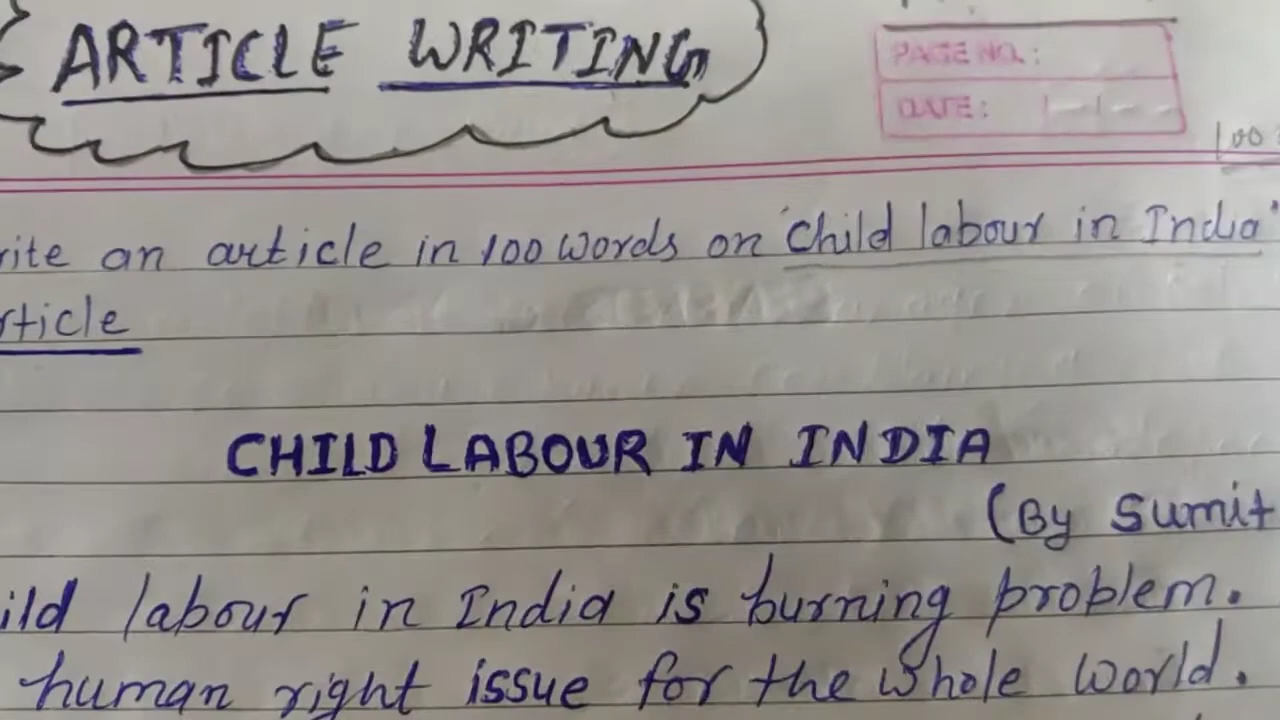 ARTICLE WRITING
PAGE NO.:
DATE:
100
rite an article in 100 words on 'Child labour in India'
rticle
CHILD LABOUR IN INDIA
(By Sumit
ild labour in India is burning problem.
human right issue for the whole world.